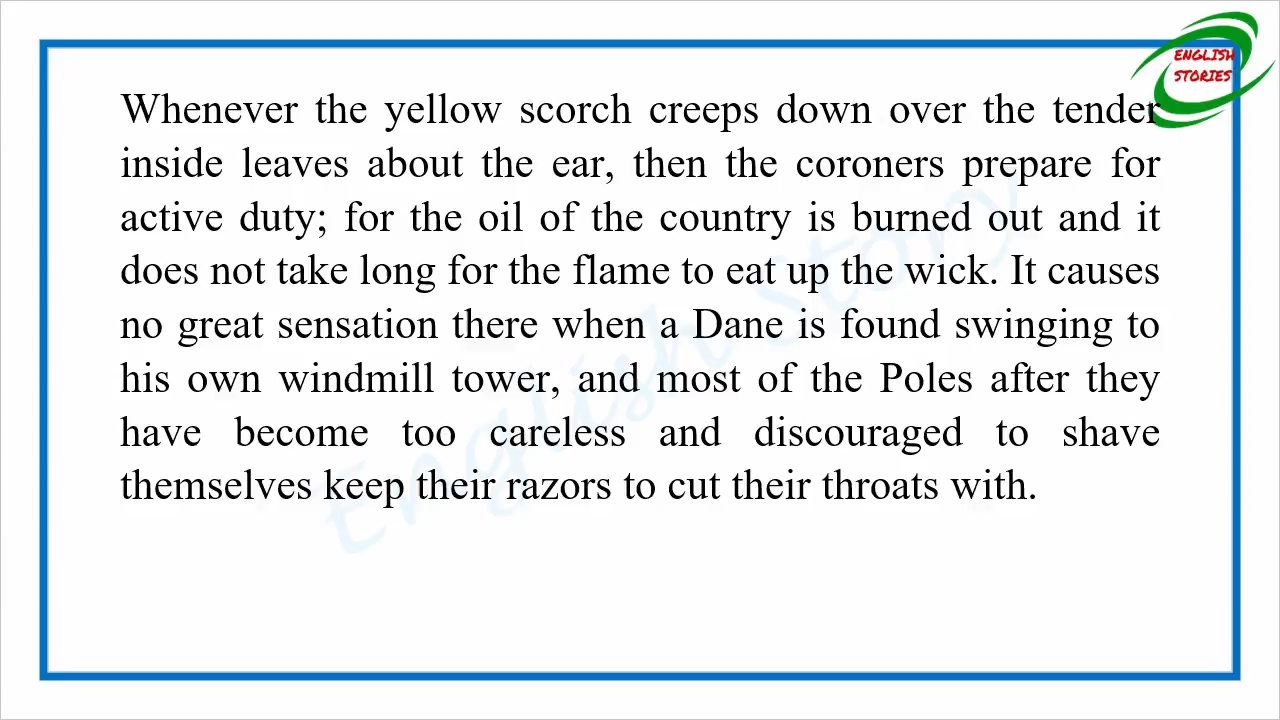 ENGLISH
STORIES
Whenever the yellow scorch creeps down over the tender
inside leaves about the ear, then the coroners prepare for
active duty; for the oil of the country is burned out and it
does not take long for the flame to eat up the wick. It causes
no great sensation there when a Dane is found swinging to
his own windmill tower, and most of the Poles after they
have become too careless and discouraged to shave
themselves keep their razors to cut their throats with.
English Story